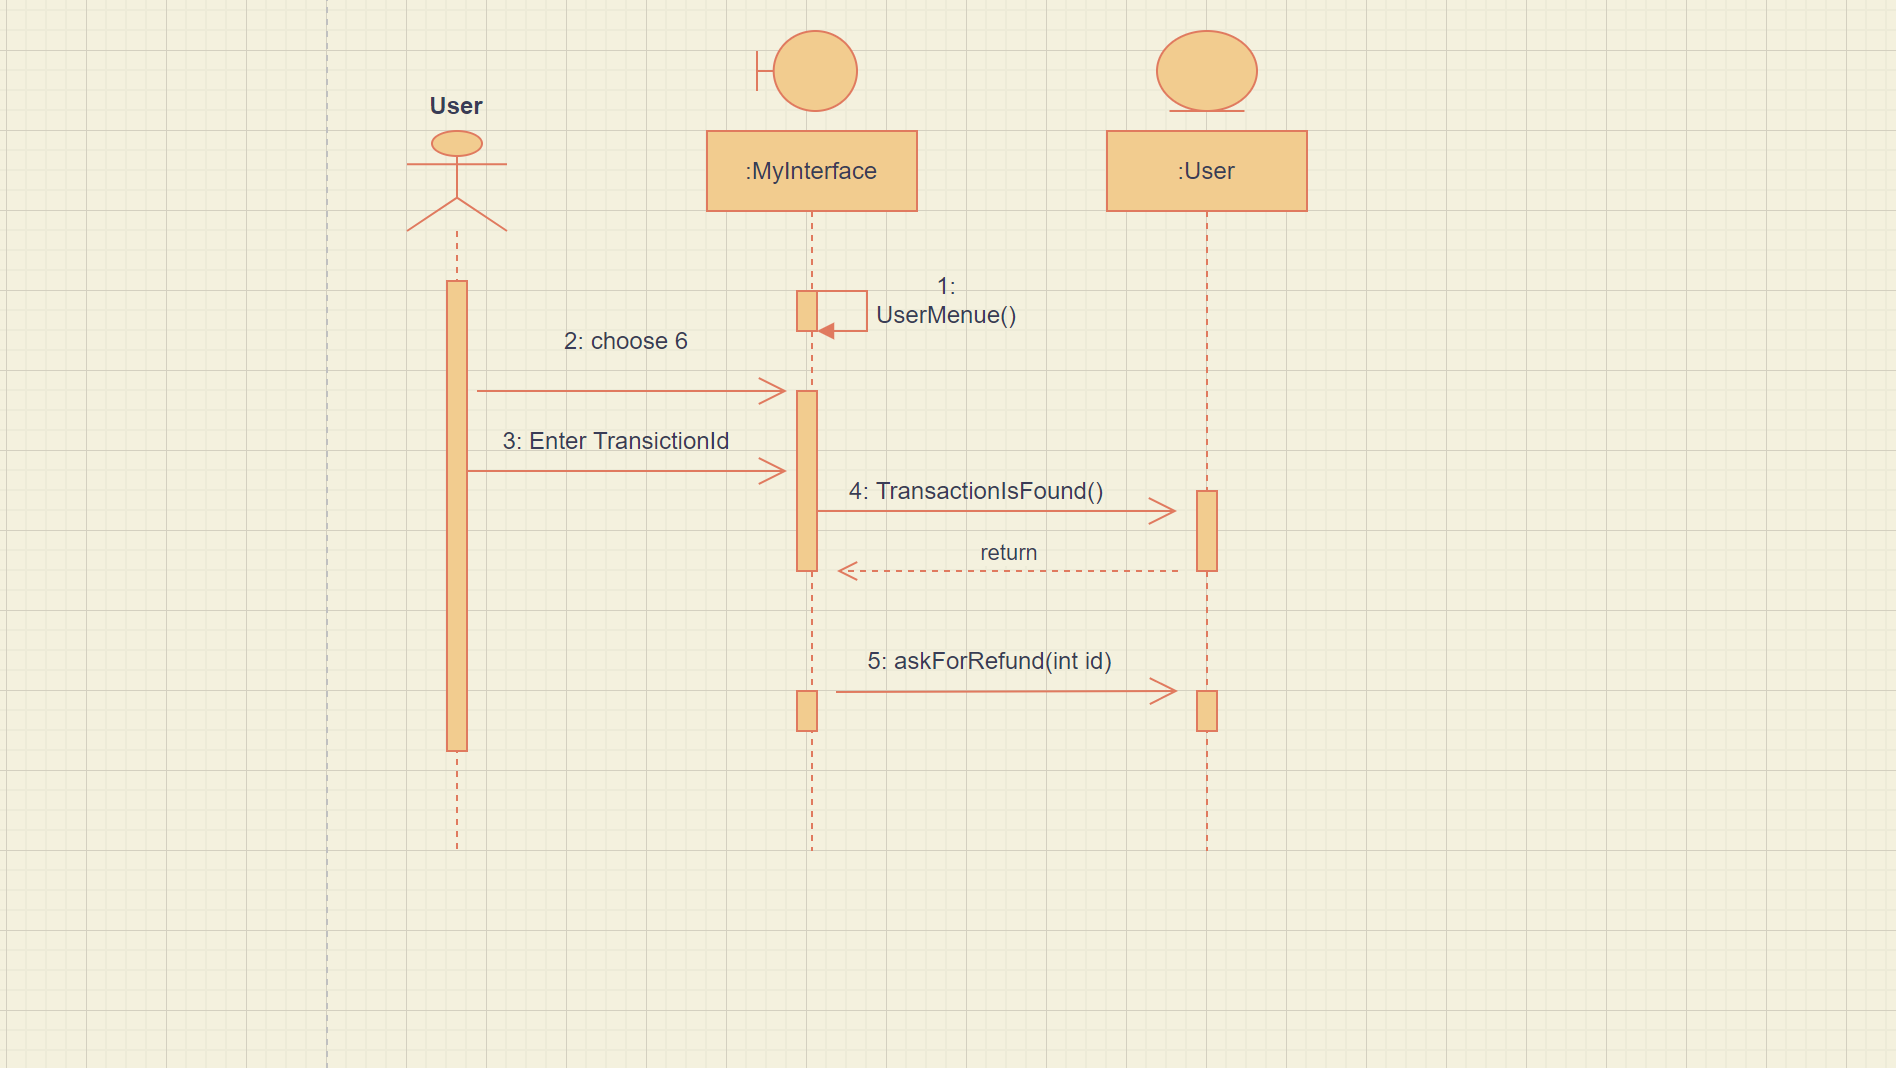 User
:MyInterface
:User
1:
UserMenue()
2: choose 6
3: Enter TransictionId
4: TransactionIsFound()
return
5: askForRefund(int id)